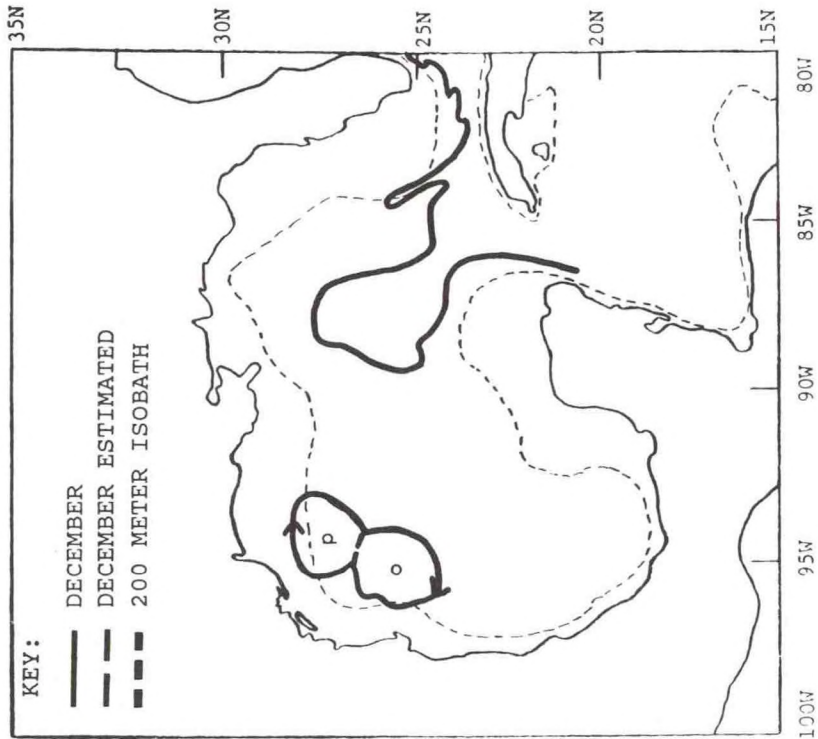 KEY:
DECEMBER
DECEMBER ESTIMATED
200 METER ISOBATH
35N
30N
25N
20N
15N
100W
95W
90W
85W
80W
p
o